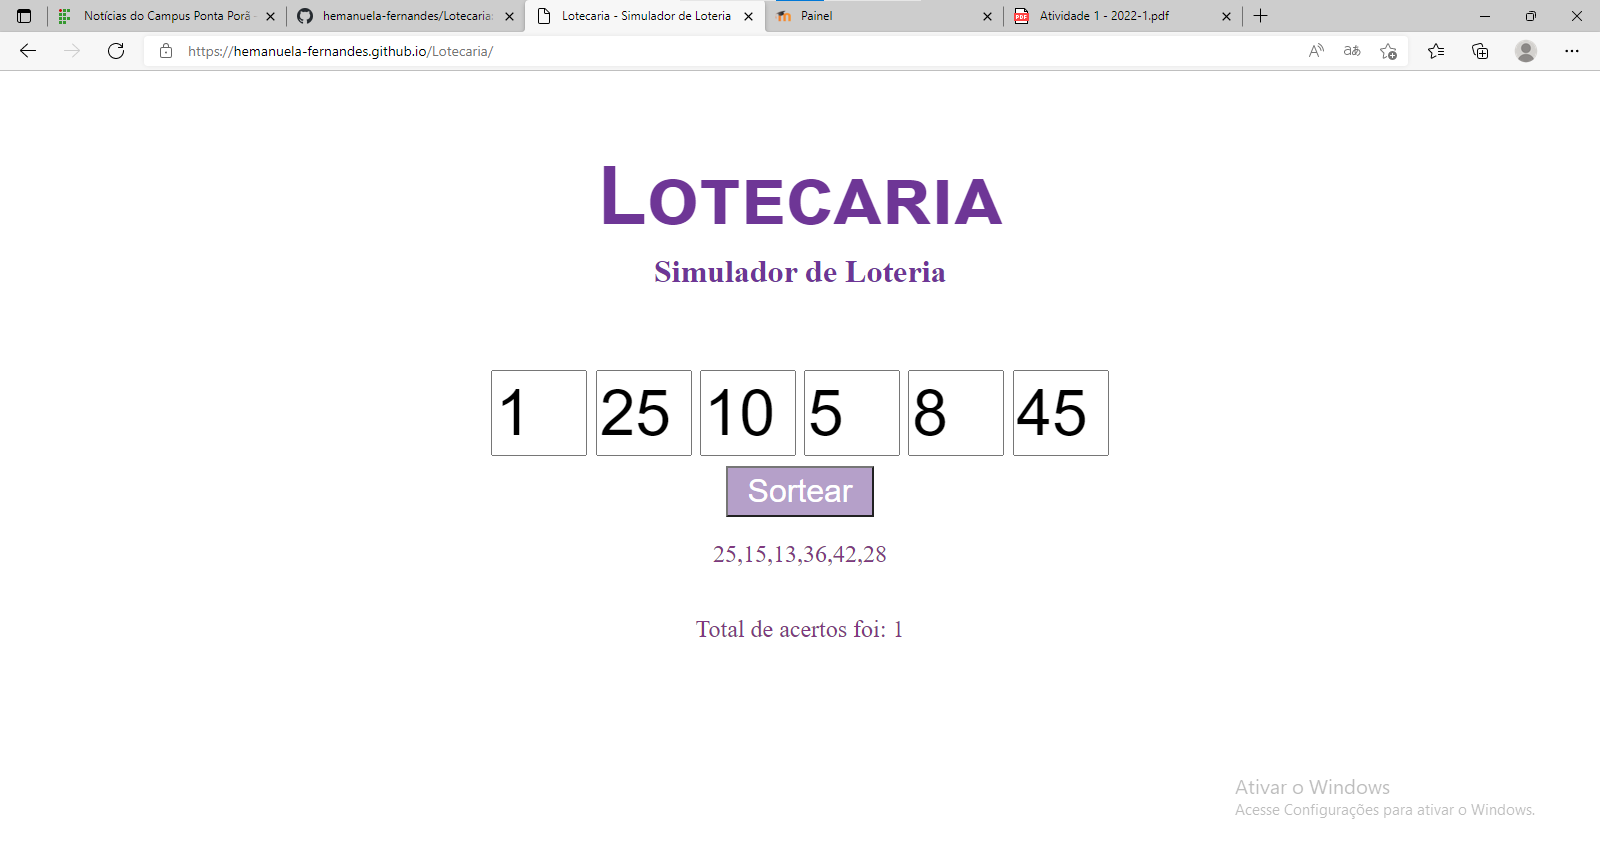 Notícias do Campus Ponta Porã -
hemanuela-fernandes/Lotecaria:
Lotecaria - Simulador de Loteria
Painel
Atividade 1 - 2022-1.pdf
https://hemanuela-fernandes.github.io/Lotecaria/
LOTECARIA
Simulador de Loteria
1 25 10 5 8 45
Sortear
25,15,13,36,42,28
Total de acertos foi: 1
Ativar o Windows
Acesse Configurações para ativar o Windows.